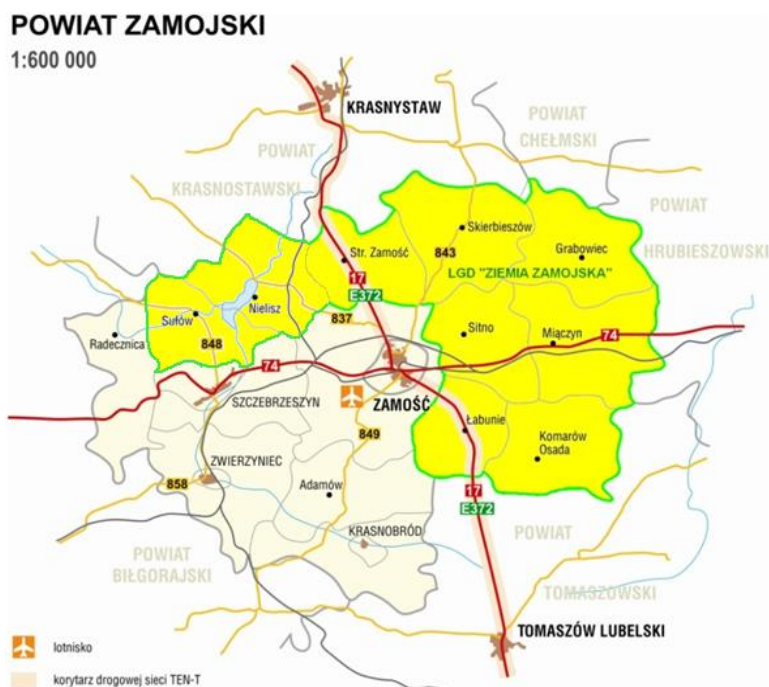 POWIAT ZAMOJSKI
1:600 000
KRASNYSTAW
POWIAT
CHEŁMSKI
POWIAT
KRASNOSTAWSKI
POWIAT
HRUBIESZOWSKI
Skierbieszów
Str. Zamość
843
Grabowiec
LGD "ZIEMIA ZAMOJSKA"
17
E372
Nielisz
Sułów
837
Radecznica
848
Sitno
Miączyn
74
74
SZCZEBRZESZYN
ZAMOŚĆ
Łabunie
849
Komarów
Osada
ZWIERZYNIEC
858
Adamów
17
E372
KRASNOBRÓD
POWIAT
BIŁGORAJSKI
POWIAT
TOMASZOWSKI
TOMASZÓW LUBELSKI
lotnisko
korytarz drogowej sieci TEN-T